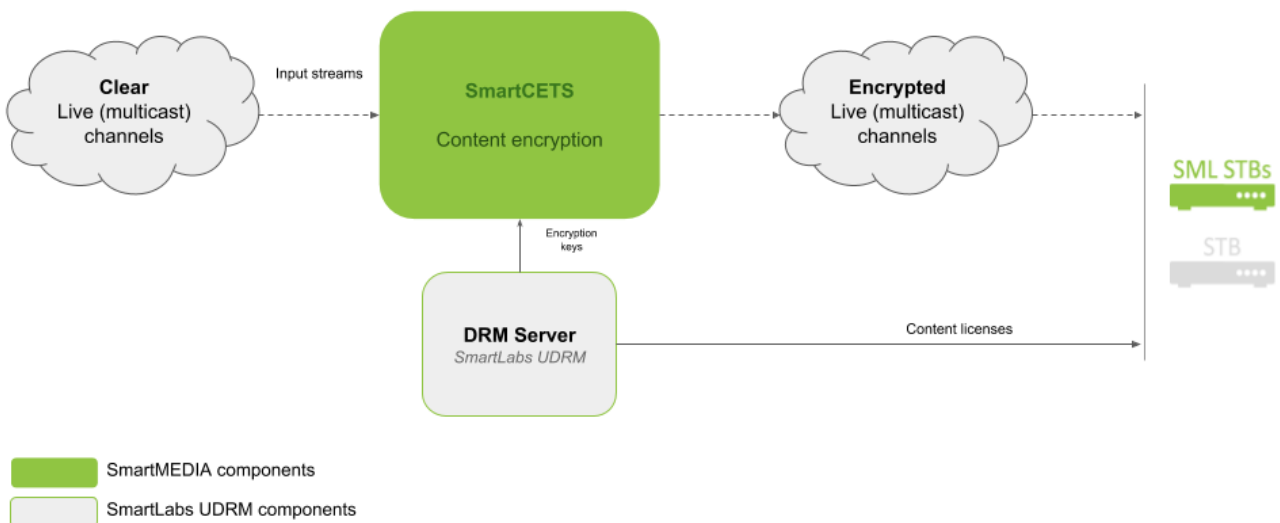 Clear
Live (multicast)
channels
Input streams
SmartCETS
Content encryption
Encrypted
Live (multicast)
channels
SML STBs
STB
Encryption
keys
DRM Server
SmartLabs UDRM
Content licenses
SmartMEDIA components
SmartLabs UDRM components